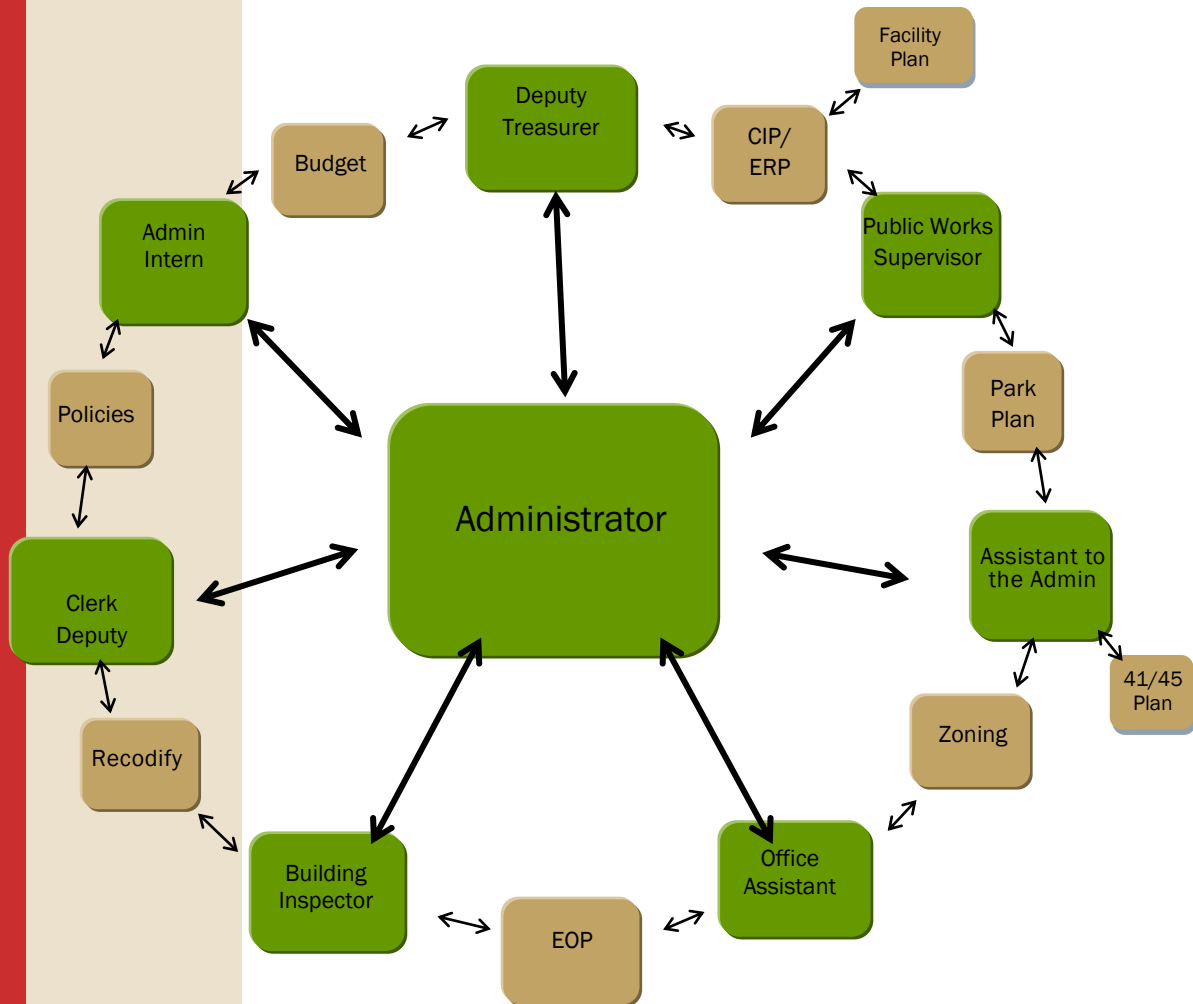 Facility
Plan
Deputy
Treasurer
CIP/
ERP
Budget
Admin
Intern
Public Works
Supervisor
Policies
Park
Plan
Administrator
Assistant to
the Admin
Clerk
Deputy
41/45
Plan
Zoning
Recodify
Building
Inspector
Office
Assistant
EOP